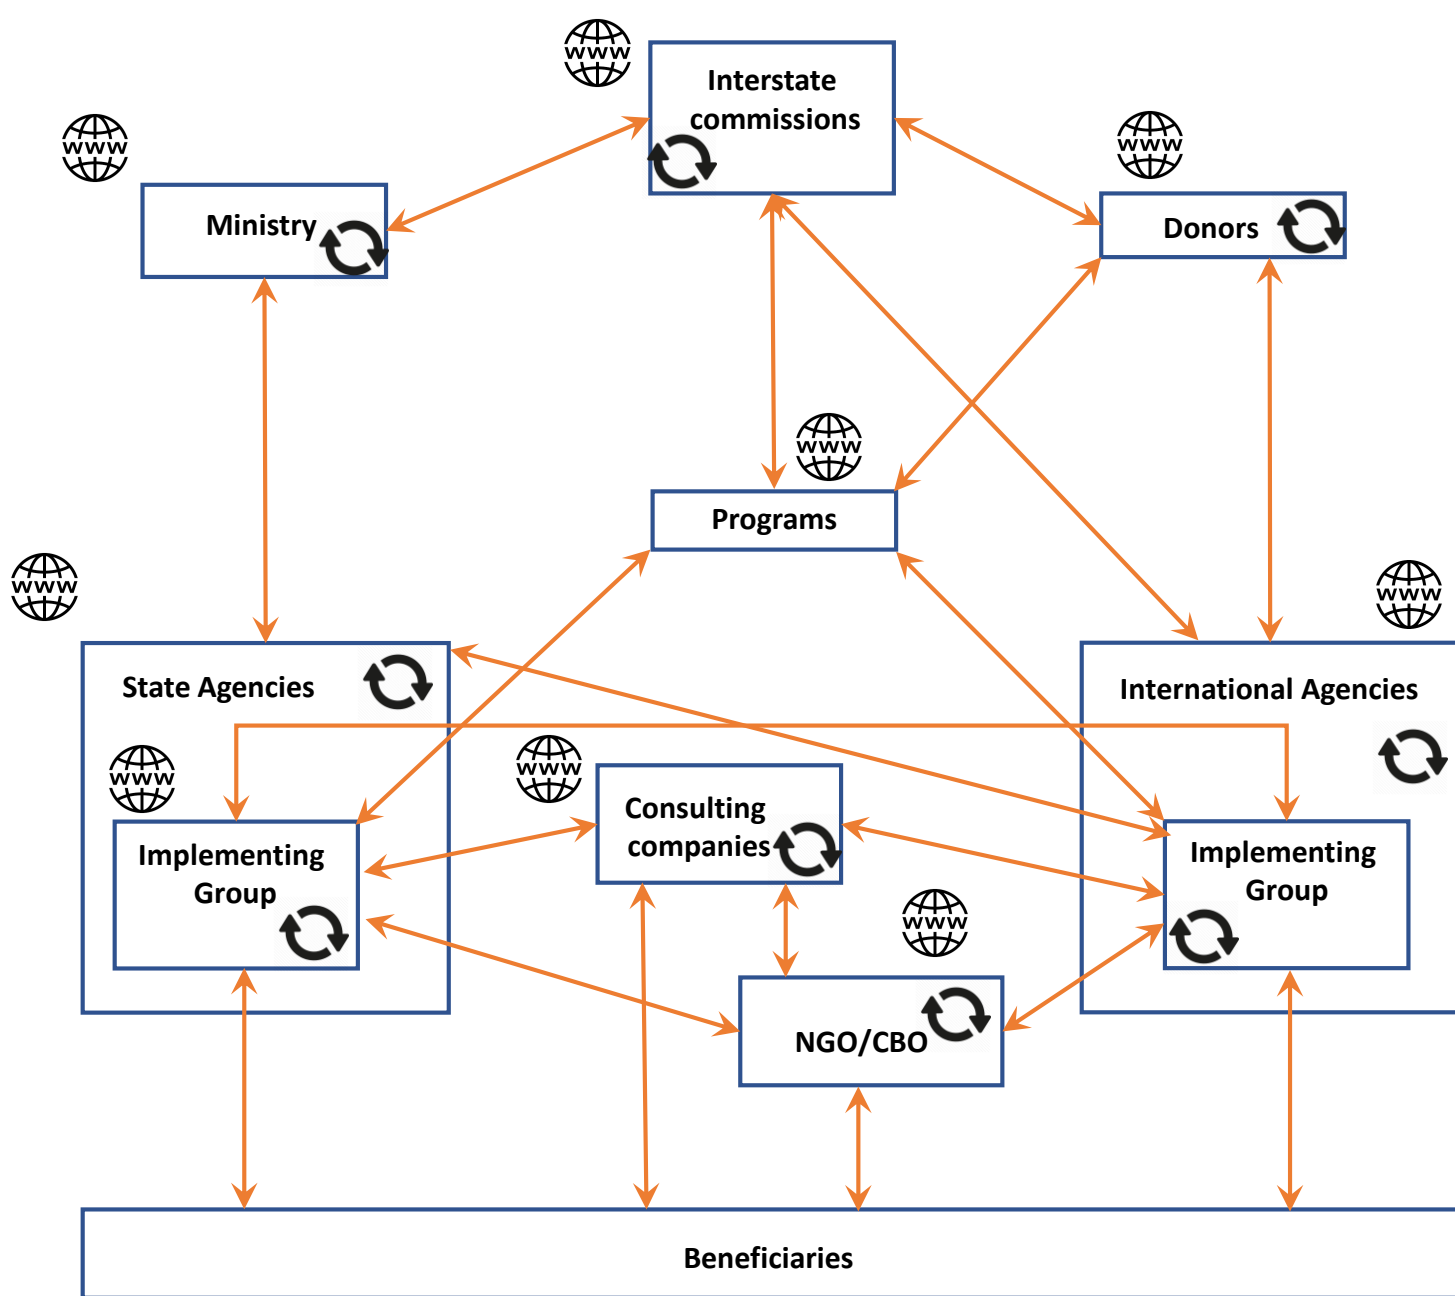 www
Interstate
commissions
www
www
Ministry
Donors
www
Programs
www
www
State Agencies
International Agencies
www
www
Consulting
companies
Implementing
Group
Implementing
Group
www
NGO/CBO
Beneficiaries